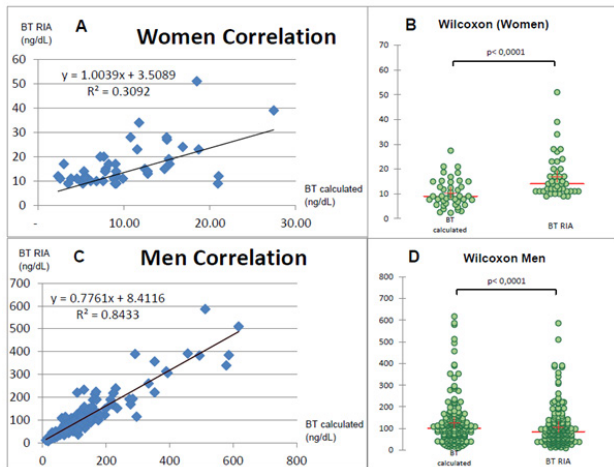 A
BT RIA
(ng/dL)
Women Correlation
y = 1.0039x + 3.5089
R² = 0.3092
60
50
40
30
20
10
0
-
10.00
20.00
30.00
BT calculated
(ng/dL)
B
Wilcoxon (Women)
p< 0,0001
70
60
50
40
30
20
10
0
BT
calculated
BT RIA
C
BT RIA
(ng/dL)
Men Correlation
y = 0.7761x + 8.4116
R² = 0.8433
700
600
500
400
300
200
100
0
0
200
400
600
800
BT calculated
(ng/dL)
D
Wilcoxon Men
p< 0,0001
800
700
600
500
400
300
200
100
0
BT
calculated
BT RIA